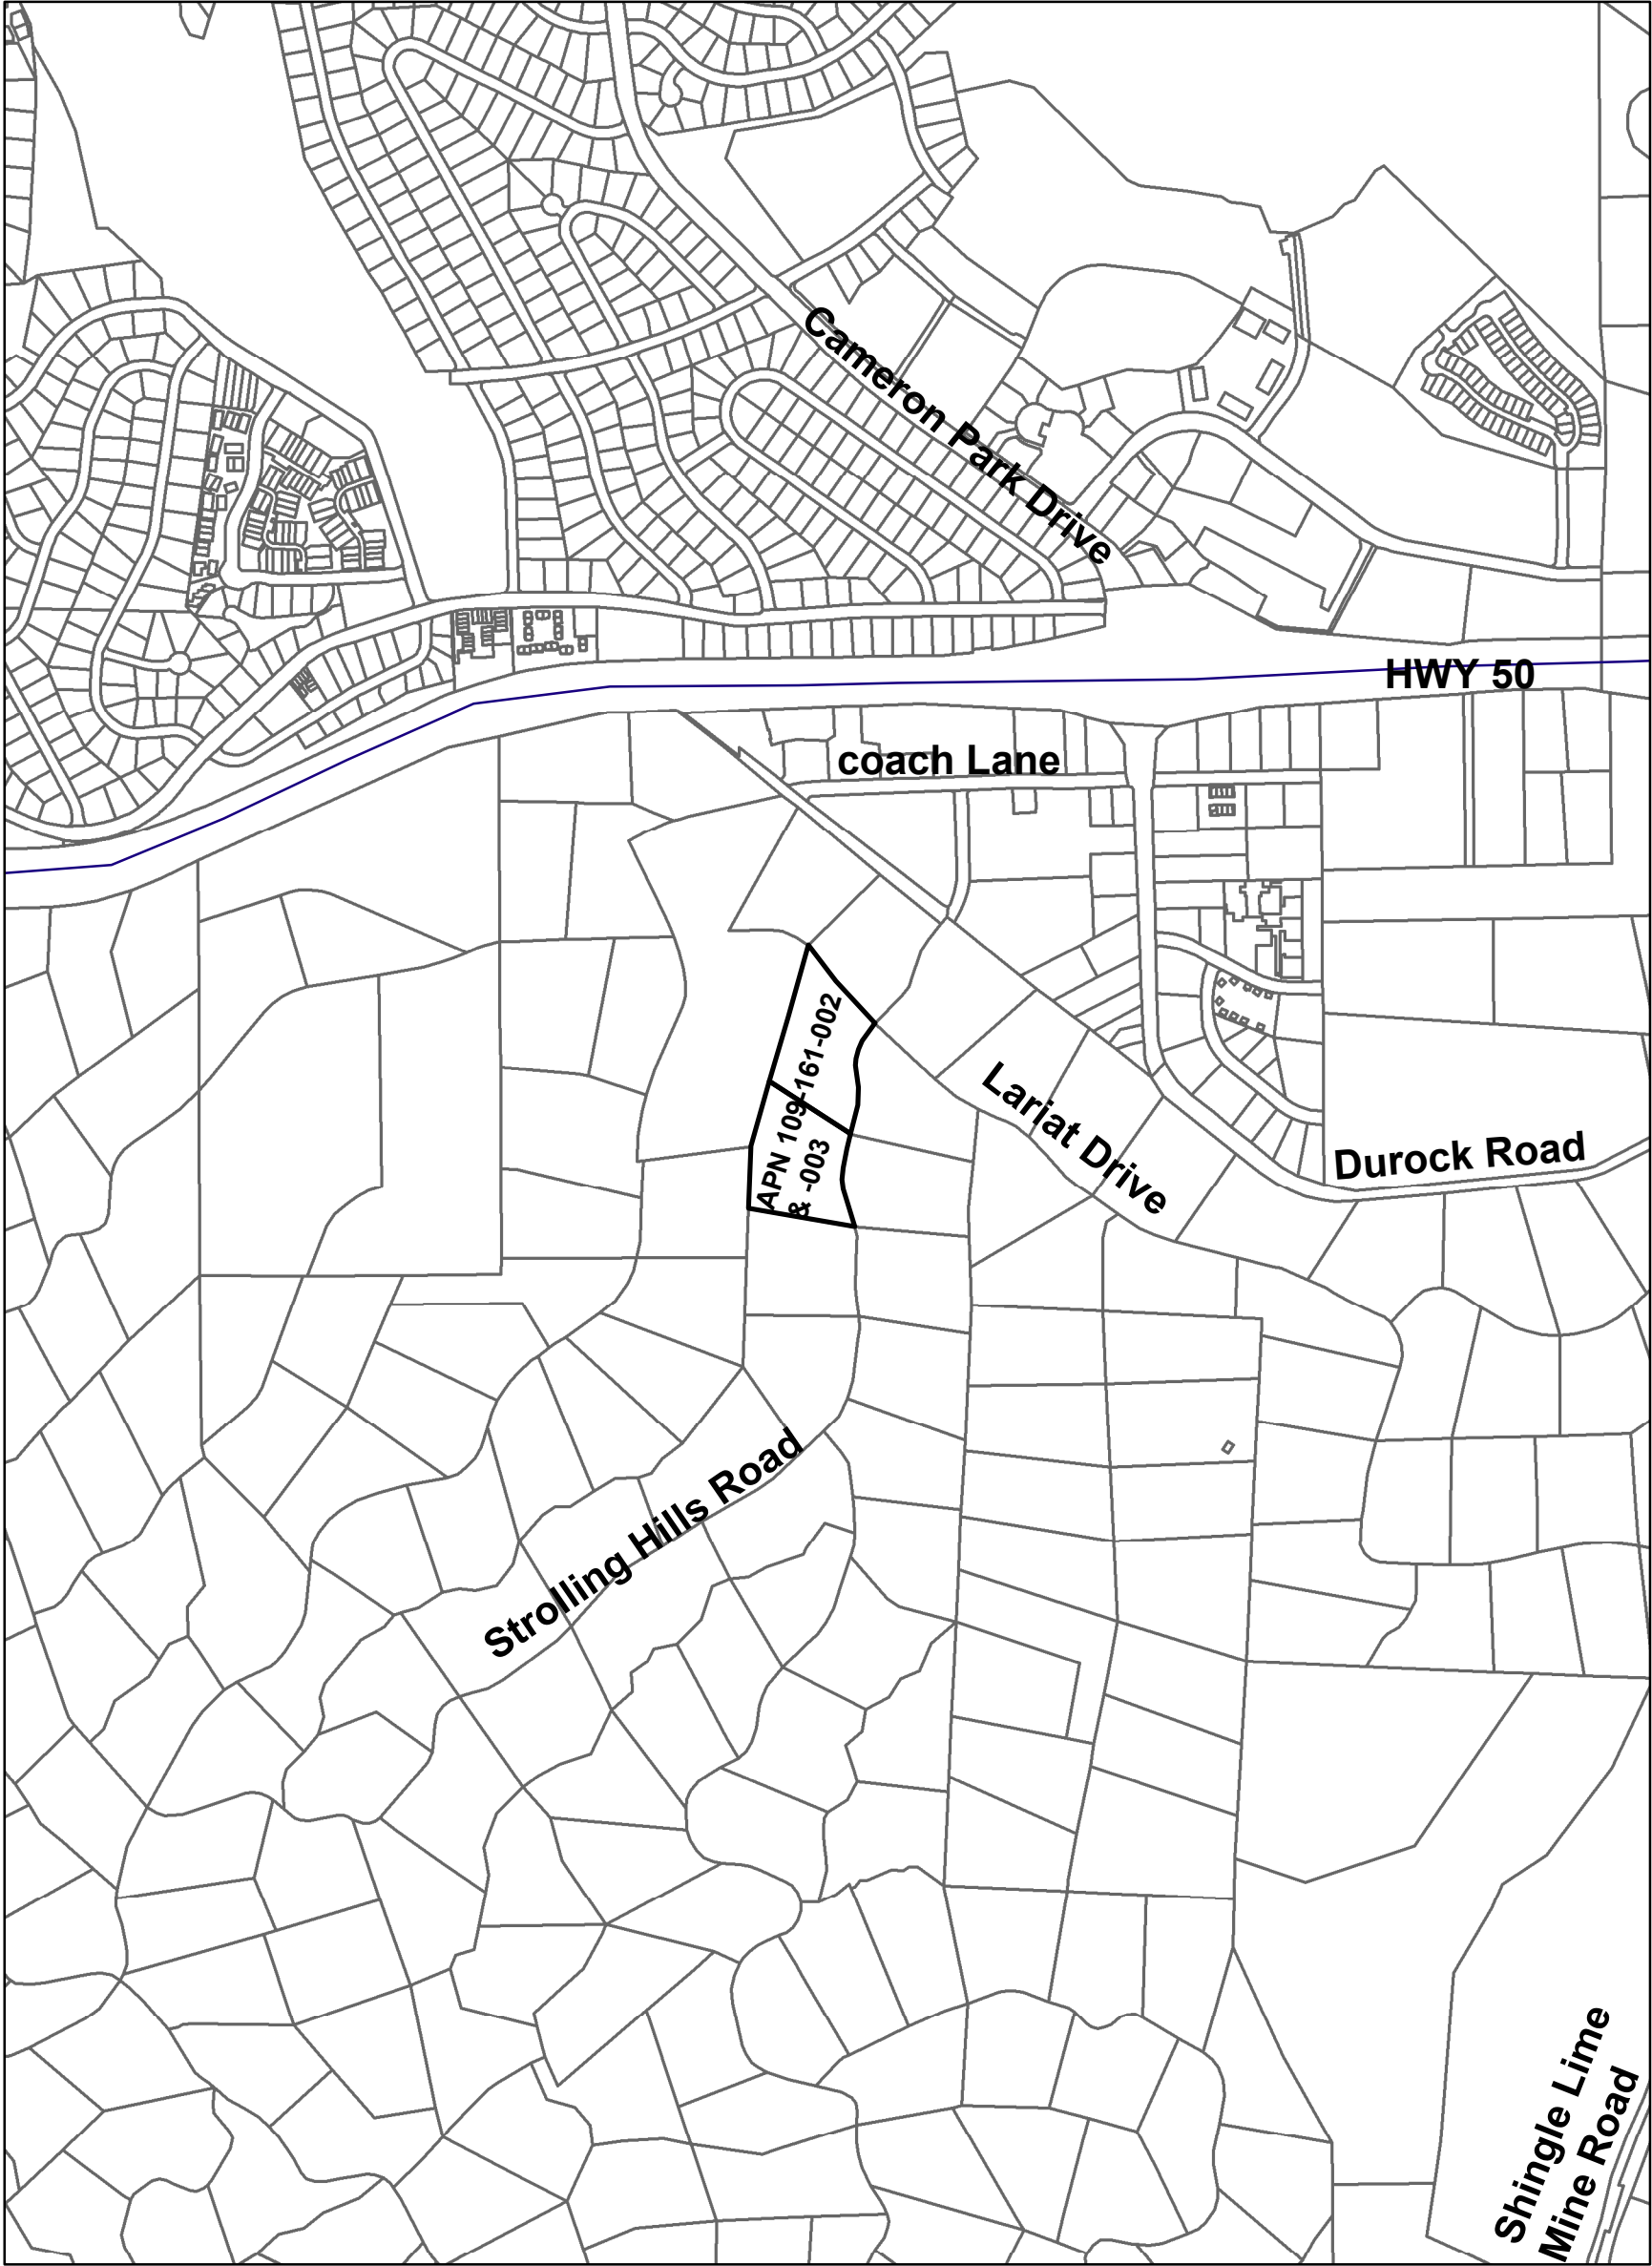 Cameron Park Drive
HWY 50
coach Lane
APN 109-161-002
& -003
Lariat Drive
Durock Road
Strolling Hills Road
Shingle Lime
Mine Road